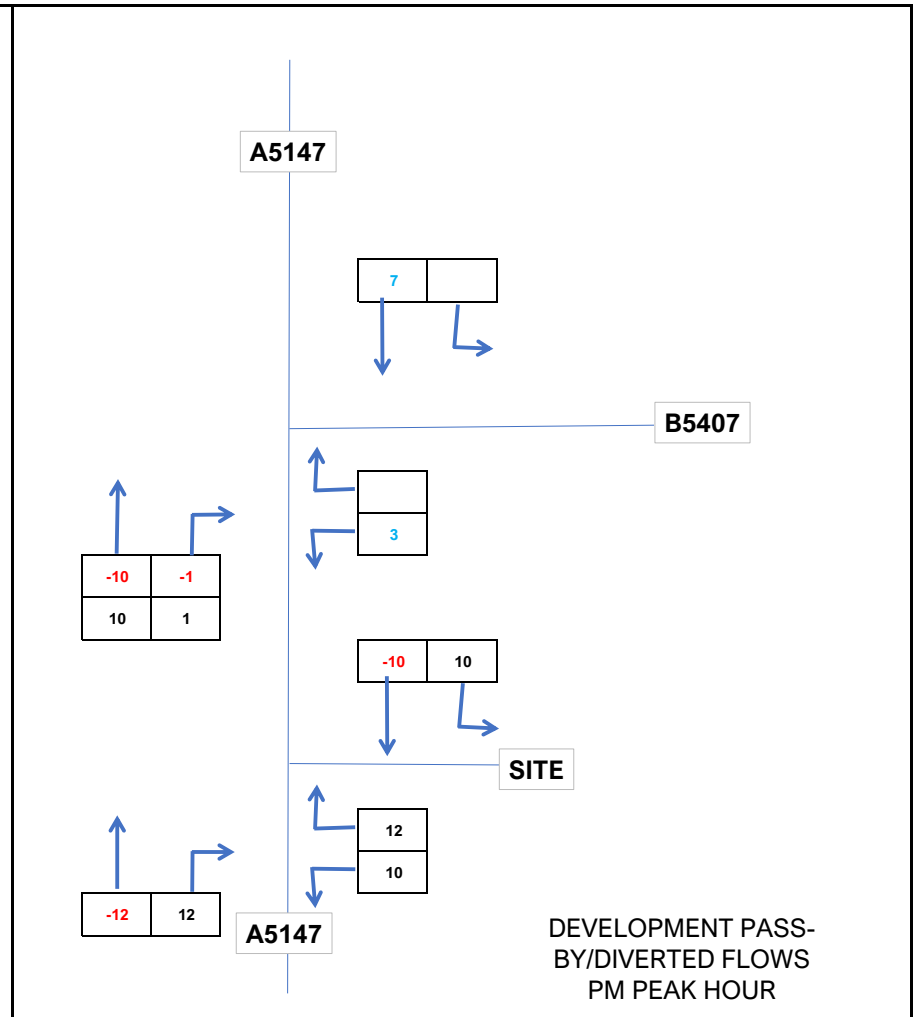 A5147
7
B5407
3
-10 -1
10 1
-10 10
SITE
12
10
-12 12
A5147
DEVELOPMENT PASS-
BY/DIVERTED FLOWS
PM PEAK HOUR